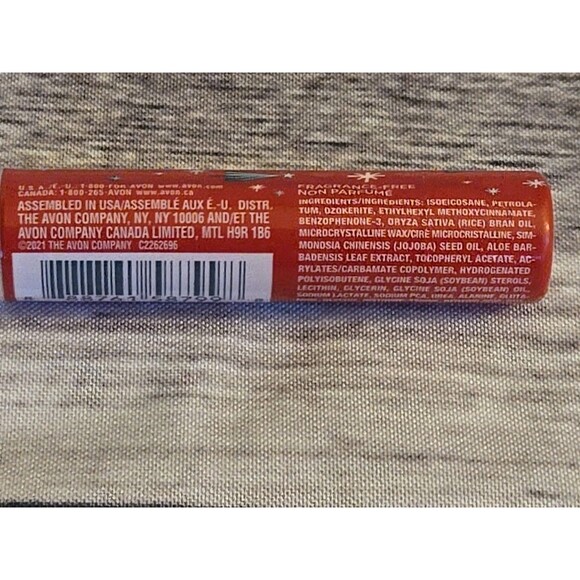 U.S.A./É.-U.: 1-800-FOR-AVON www.avon.com
CANADA: 1-800-265-AVON www.avon.ca
ASSEMBLED IN USA/ASSEMBLÉ AUX É.-U. DISTR.
THE AVON COMPANY, NY, NY 10006 AND/ET THE
AVON COMPANY CANADA LIMITED, MTL H9R 1B6
©2021 THE AVON COMPANY C2262696
FRAGRANCE-FREE
NON PARFUMÉ
INGREDIENTS/INGRÉDIENTS: ISOEICOSANE, PETROLA-
TUM, OZOKERITE, ETHYLHEXYL METHOXYCINNAMATE,
BENZOPHENONE-3, ORYZA SATIVA (RICE) BRAN OIL,
MICROCRYSTALLINE WAX/CIRE MICROCRISTALLINE, SIM-
MONDSIA CHINENSIS (JOJOBA) SEED OIL, ALOE BAR-
BADENSIS LEAF EXTRACT, TOCOPHERYL ACETATE, AC-
RYLATES/CARBAMATE COPOLYMER, HYDROGENATED
POLYISOBUTENE, GLYCINE SOJA (SOYBEAN) STEROLS,
LECITHIN, GLYCERIN, GLYCINE SOJA (SOYBEAN) OIL,
SODIUM LACTATE, SODIUM PCA, UREA, ALANINE, GLUTA-